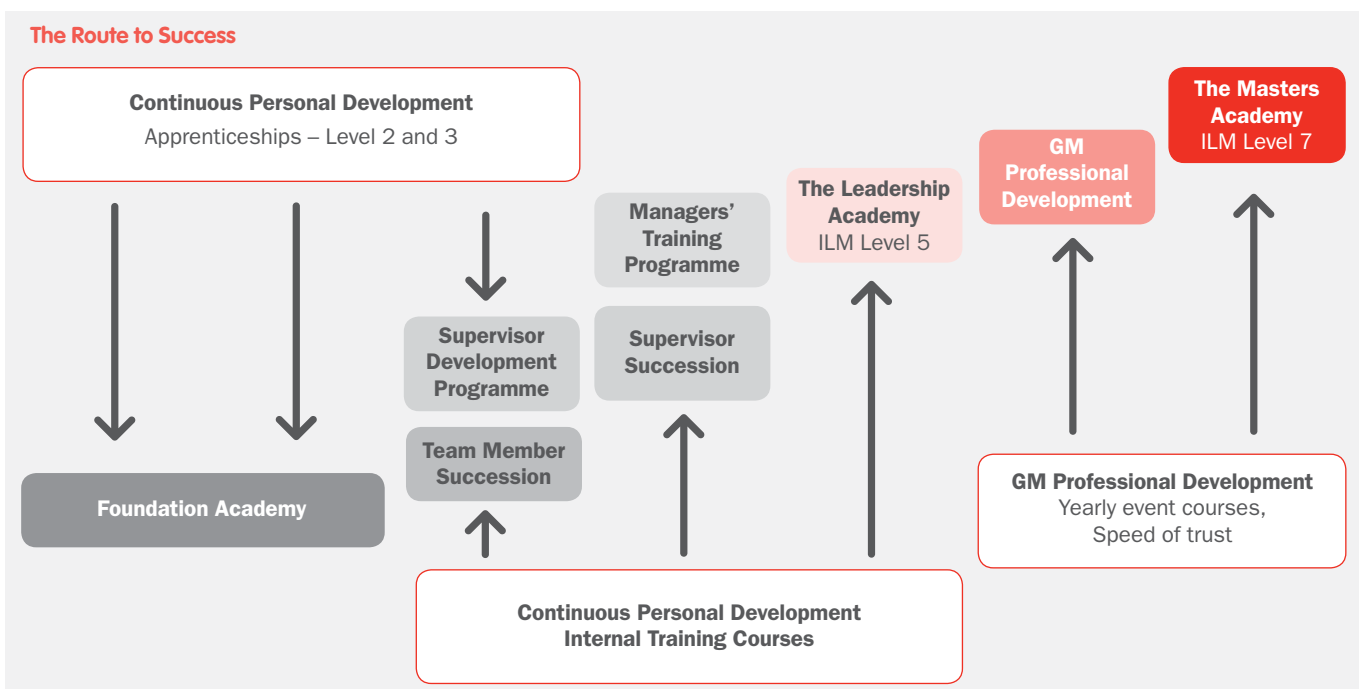 The Route to Success
Continuous Personal Development
Apprenticeships – Level 2 and 3
Foundation Academy
Supervisor
Development
Programme
Team Member
Succession
Managers’
Training
Programme
Supervisor
Succession
The Leadership
Academy
ILM Level 5
GM
Professional
Development
The Masters
Academy
ILM Level 7
Continuous Personal Development
Internal Training Courses
GM Professional Development
Yearly event courses,
Speed of trust